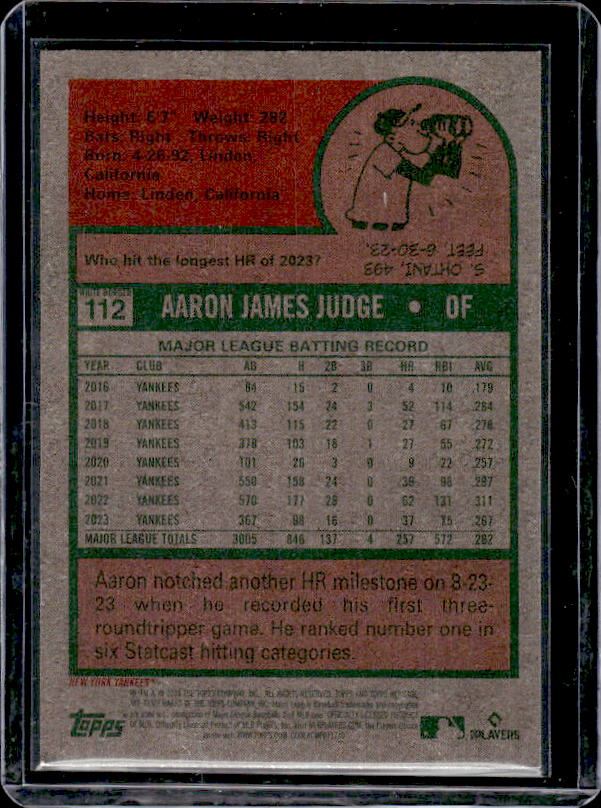 Height: 6'7" Weight: 282
Bats: Right Throws: Right
Born: 4-26-92, Linden,
California
Home: Linden, California
Who hit the longest HR of 2023?
S. OHTANI, 493
FEET, 6-30-23.
WHITE BORDER
112
AARON JAMES JUDGE • OF
MAJOR LEAGUE BATTING RECORD
YEAR CLUB AB H 2B 3B HR RBI AVG
2016 YANKEES 84 15 2 0 4 10 .179
2017 YANKEES 542 154 24 3 52 114 .284
2018 YANKEES 413 115 22 0 27 67 .278
2019 YANKEES 378 103 18 1 27 55 .272
2020 YANKEES 101 26 3 0 9 22 .257
2021 YANKEES 550 158 24 0 39 98 .287
2022 YANKEES 570 177 28 0 62 131 .311
2023 YANKEES 367 98 16 0 37 75 .267
MAJOR LEAGUE TOTALS 3005 846 137 4 257 572 .282
Aaron notched another HR milestone on 8-23-
23 when he recorded his first three-
roundtripper game. He ranked number one in
six Statcast hitting categories.
NEW YORK YANKEES™
topps
PLAYERS